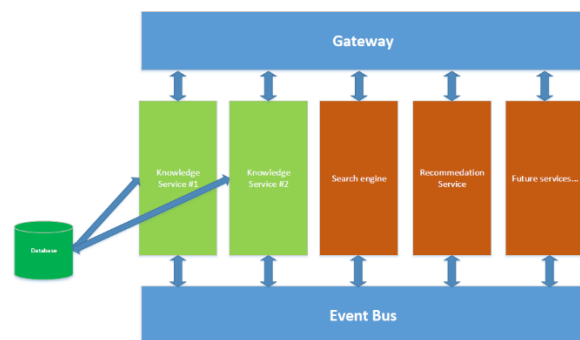 Gateway
Knowledge
Service #1
Knowledge
Service #2
Search engine
Recommedation
Service
Future services...
Database
Event Bus